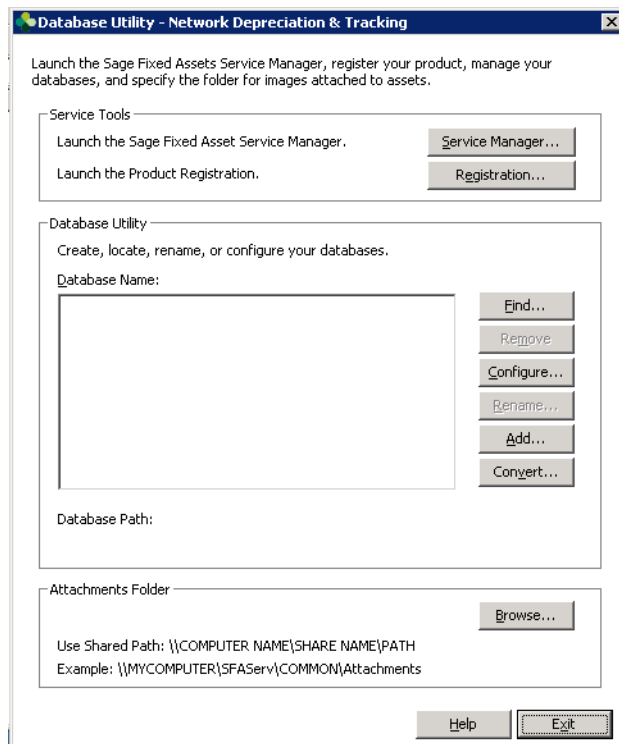 Database Utility - Network Depreciation & Tracking
Launch the Sage Fixed Assets Service Manager, register your product, manage your
databases, and specify the folder for images attached to assets.
Service Tools
Launch the Sage Fixed Asset Service Manager.
Service Manager...
Launch the Product Registration.
Registration...
Database Utility
Create, locate, rename, or configure your databases.
Database Name:
Find...
Remove
Configure...
Rename...
Add...
Convert...
Database Path:
Attachments Folder
Browse...
Use Shared Path: \\COMPUTER NAME\SHARE NAME\PATH
Example: \\MYCOMPUTER\SFAServ\COMMON\Attachments
Help
Exit